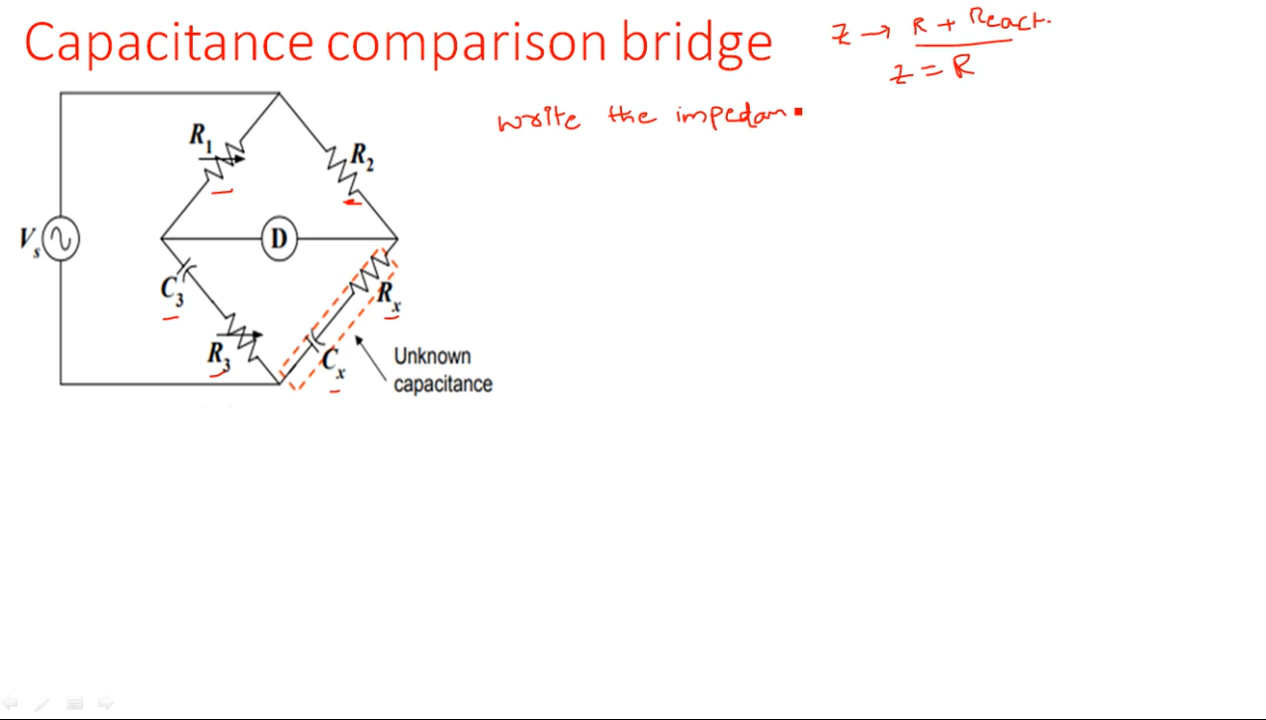 Capacitance comparison bridge
Z → R + React.
Z = R
write the impedan
R1
R2
Vs
D
C3
Rx
R3
Cx
Unknown
capacitance